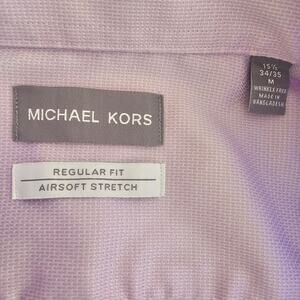 MICHAEL KORS
REGULAR FIT
AIRSOFT STRETCH
15½
34/35
M
WRINKLE FREE
MADE IN
BANGLADESH